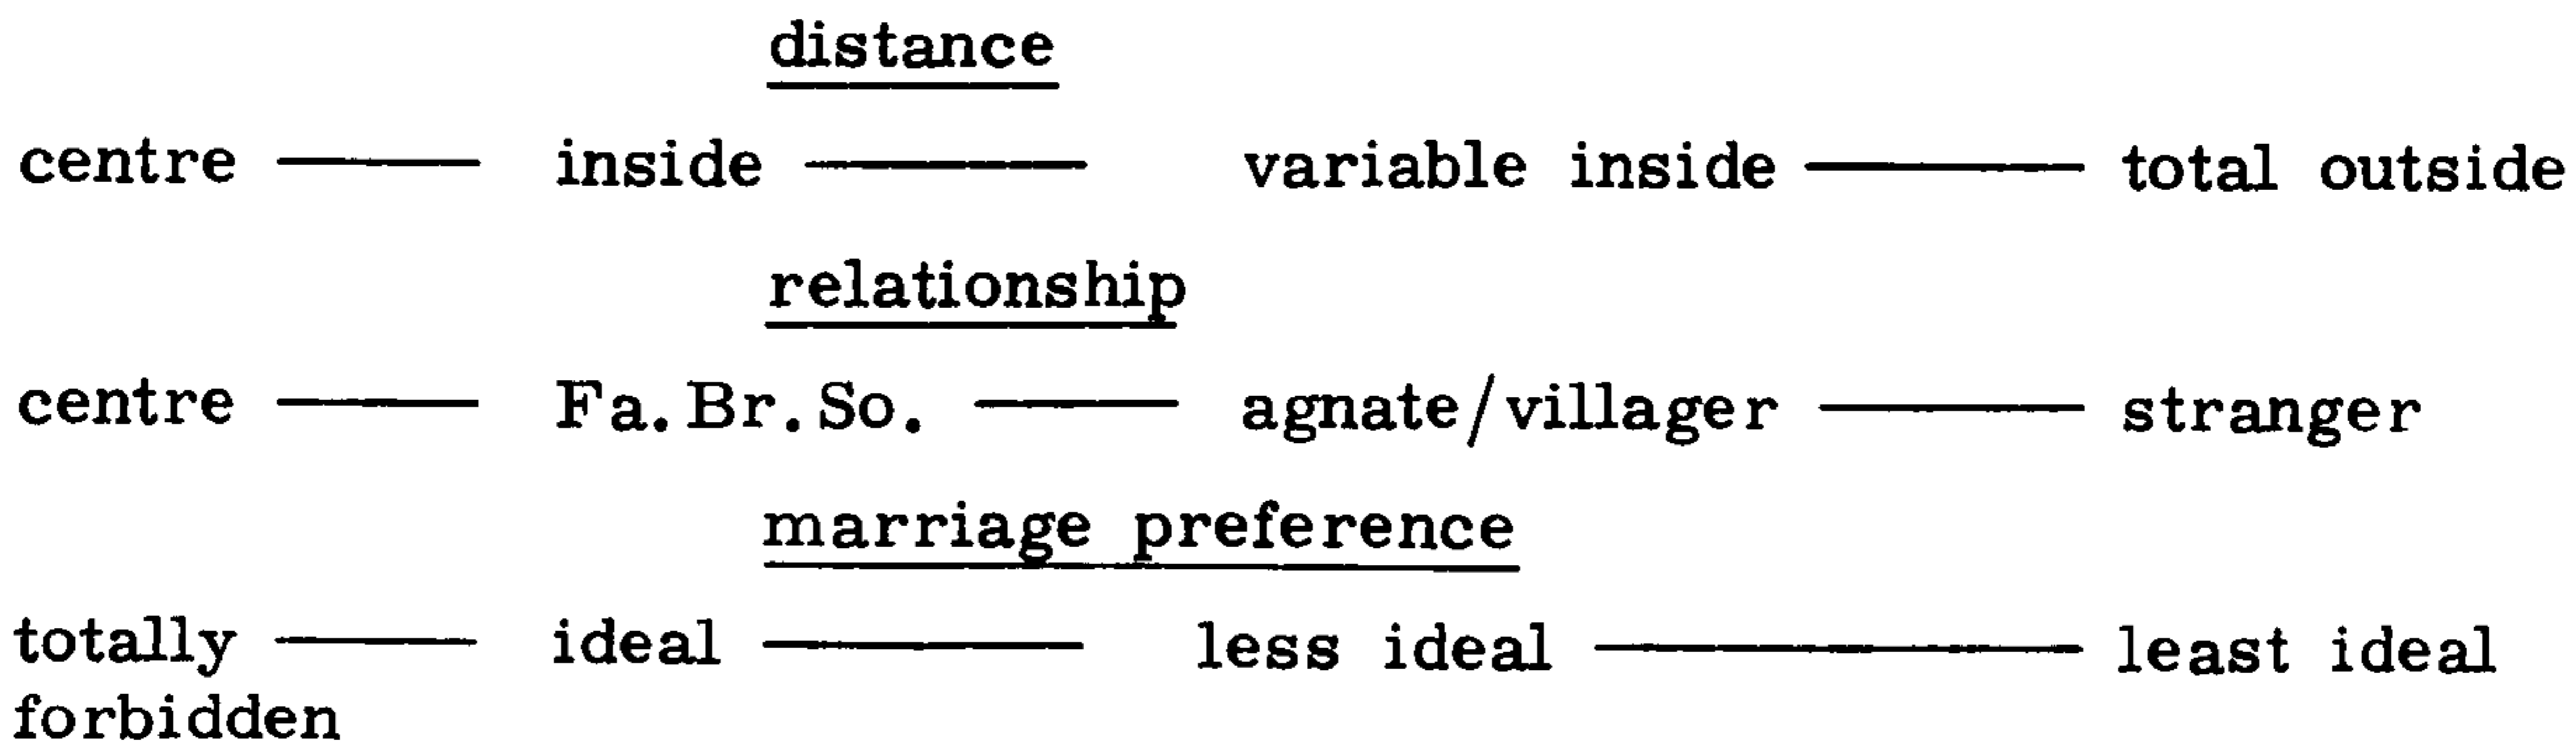 distance
centre —— inside —— variable inside —— total outside
relationship
centre —— Fa. Br. So. —— agnate/villager —— stranger
marriage preference
totally —— ideal —— less ideal —— least ideal
forbidden